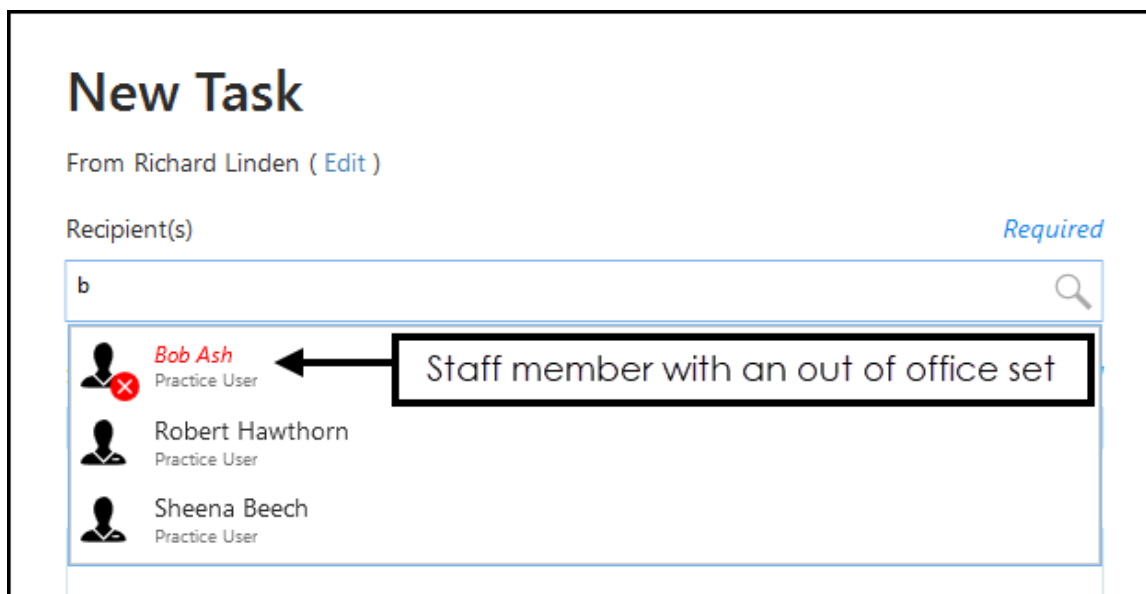 New Task
From Richard Linden ( Edit )
Recipient(s)
Required
b
Bob Ash
Practice User
Staff member with an out of office set
Robert Hawthorn
Practice User
Sheena Beech
Practice User